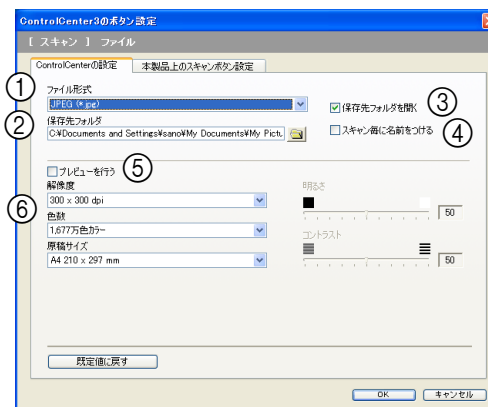 ControlCenter3のボタン設定
[ スキャン ] ファイル
ControlCenterの設定 本製品上のスキャンボタン設定
① ファイル形式
JPEG (*.jpg)
保存先フォルダを開く ③
② 保存先フォルダ
C:¥Documents and Settings¥sano¥My Documents¥My Pictu
スキャン毎に名前をつける ④
プレビューを行う ⑤
解像度 明るさ
⑥ 300 x 300 dpi
50
色数
1,677万色カラー コントラスト
原稿サイズ
A4 210 x 297 mm 50
既定値に戻す
OK キャンセル